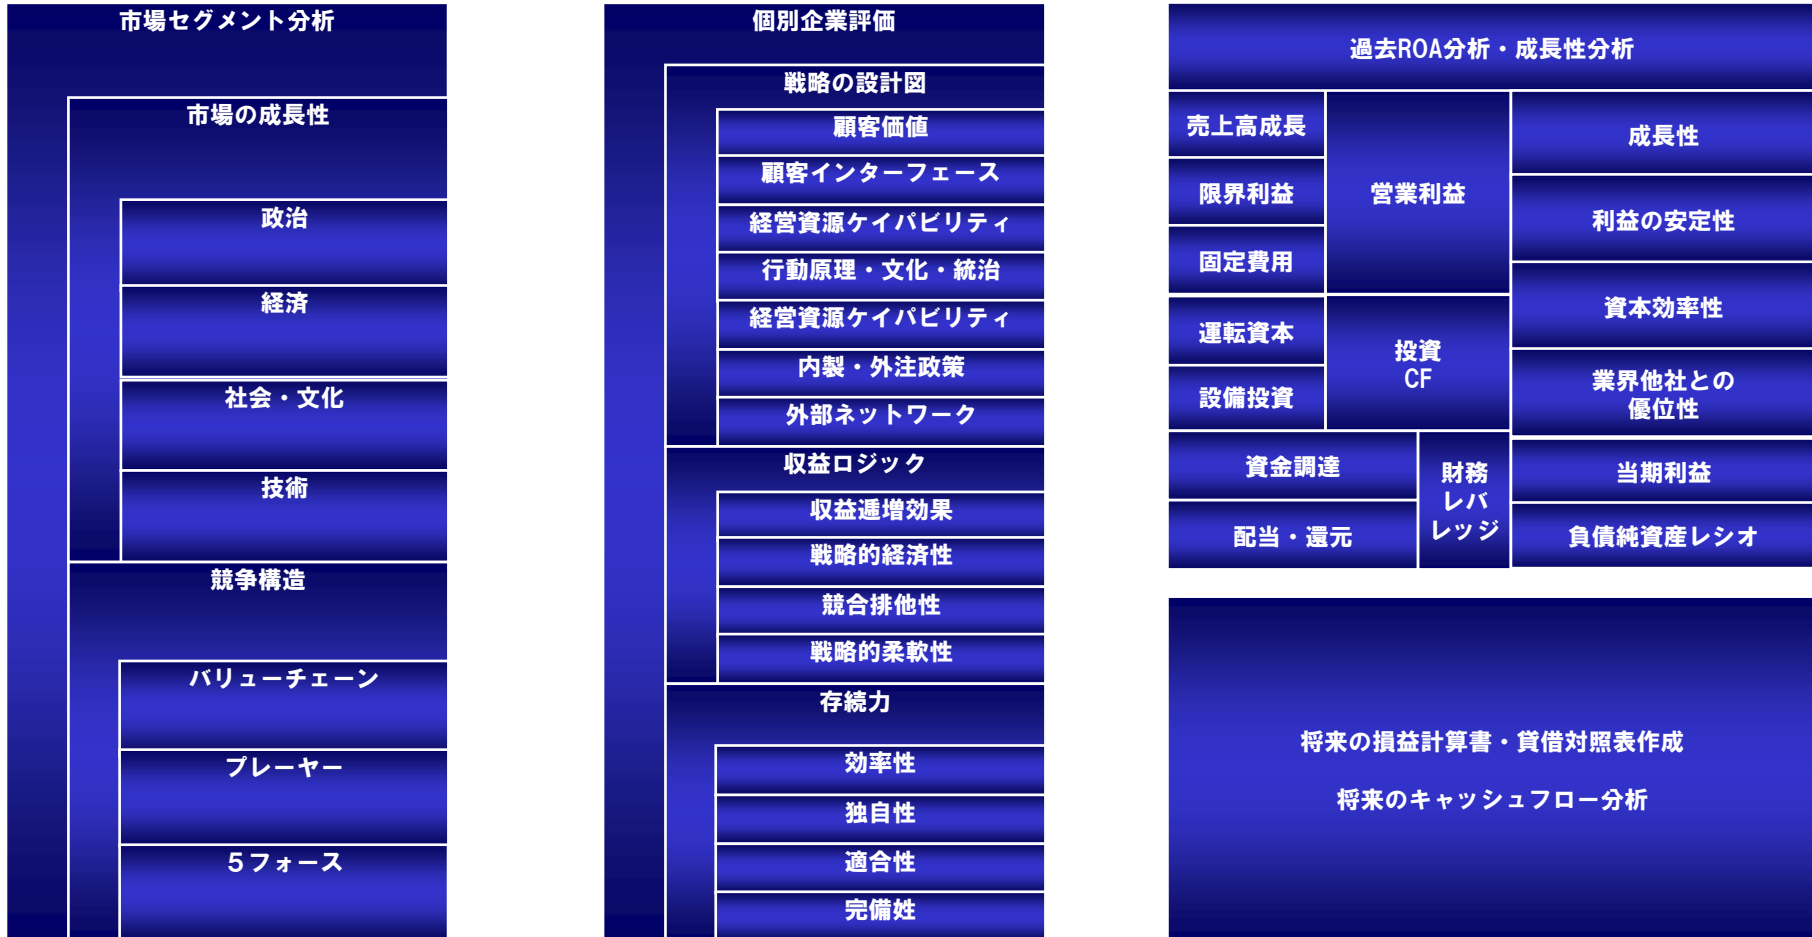 市場セグメント分析
市場の成長性
政治
経済
社会・文化
技術
競争構造
バリューチェーン
プレーヤー
５フォース
個別企業評価
戦略の設計図
顧客価値
顧客インターフェース
経営資源ケイパビリティ
行動原理・文化・統治
経営資源ケイパビリティ
内製・外注政策
外部ネットワーク
収益ロジック
収益逓増効果
戦略的経済性
競合排他性
戦略的柔軟性
存続力
効率性
独自性
適合性
完備姓
過去ROA分析・成長性分析
売上高成長
限界利益
固定費用
営業利益
成長性
利益の安定性
資本効率性
運転資本
設備投資
投資
CF
業界他社との
優位性
資金調達
配当・還元
財務
レバ
レッジ
当期利益
負債純資産レシオ
将来の損益計算書・貸借対照表作成
将来のキャッシュフロー分析